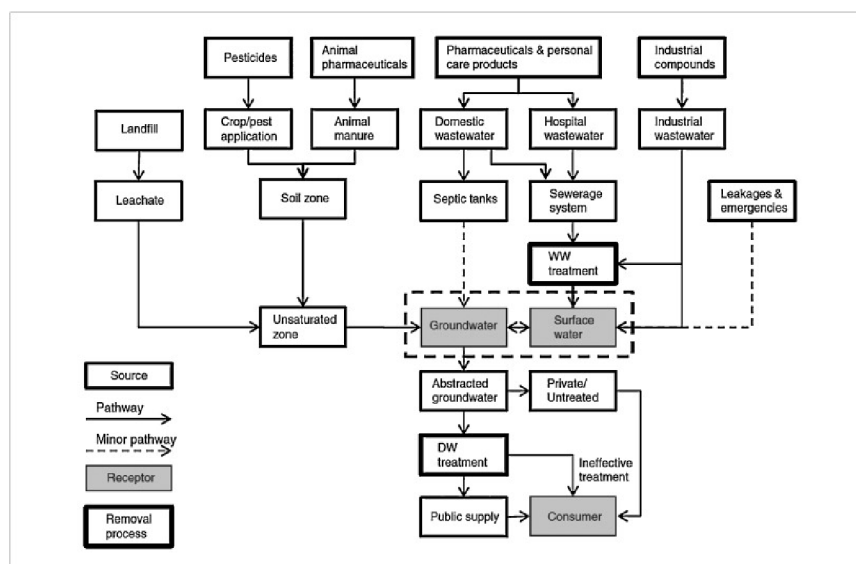 Pesticides
Animal
pharmaceuticals
Pharmaceuticals & personal
care products
Industrial
compounds
Landfill
Crop/pest
application
Animal
manure
Domestic
wastewater
Hospital
wastewater
Industrial
wastewater
Leachate
Soil zone
Septic tanks
Sewerage
system
Leakages &
emergencies
WW
treatment
Unsaturated
zone
Groundwater
Surface
water
Source
Pathway
Minor pathway
Receptor
Removal
process
Abstracted
groundwater
Private/
Untreated
DW
treatment
Ineffective
treatment
Public supply
Consumer